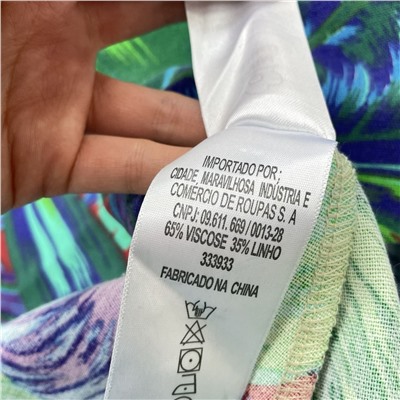 IMPORTADO POR:
CIDADE MARAVILHOSA INDÚSTRIA E
COMÉRCIO DE ROUPAS S. A
CNPJ: 09.611. 669 / 0013-28
65% VISCOSE 35% LINHO
333933
FABRICADO NA CHINA